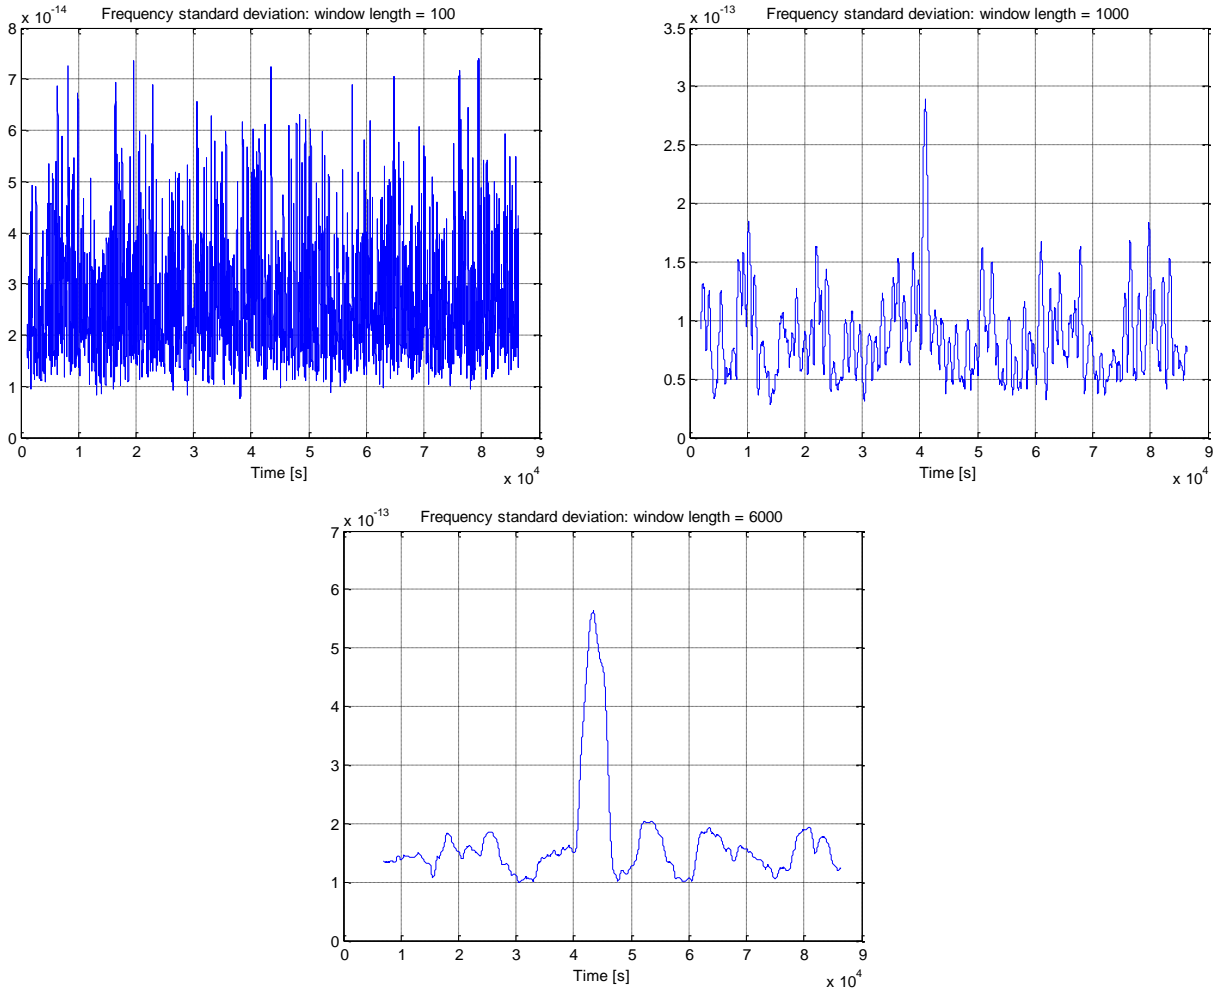 Frequency standard deviation: window length = 100
x 10^-14
8
7
6
5
4
3
2
1
0
0 1 2 3 4 5 6 7 8 9
Time [s]
x 10^4
Frequency standard deviation: window length = 1000
x 10^-13
3.5
3
2.5
2
1.5
1
0.5
0
0 1 2 3 4 5 6 7 8 9
Time [s]
x 10^4
Frequency standard deviation: window length = 6000
x 10^-13
7
6
5
4
3
2
1
0
0 1 2 3 4 5 6 7 8 9
Time [s]
x 10^4